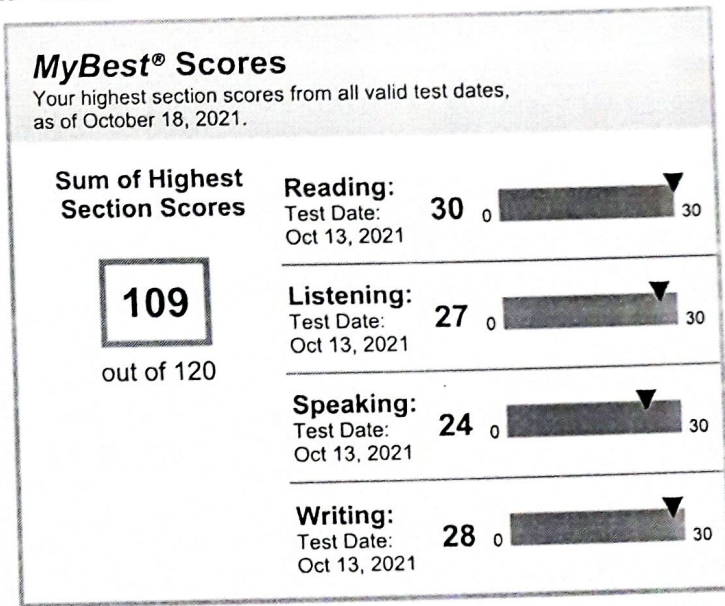 MyBest® Scores
Your highest section scores from all valid test dates,
as of October 18, 2021.
Sum of Highest
Section Scores
109
out of 120
Reading:
Test Date:
Oct 13, 2021
30
0
30
Listening:
Test Date:
Oct 13, 2021
27
0
30
Speaking:
Test Date:
Oct 13, 2021
24
0
30
Writing:
Test Date:
Oct 13, 2021
28
0
30